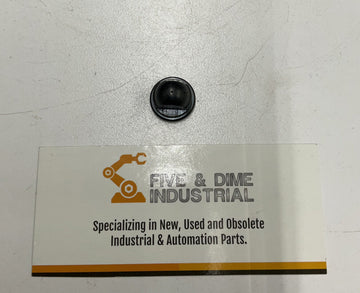 FIVE & DIME
INDUSTRIAL
Specializing in New, Used and Obsolete
Industrial & Automation Parts.